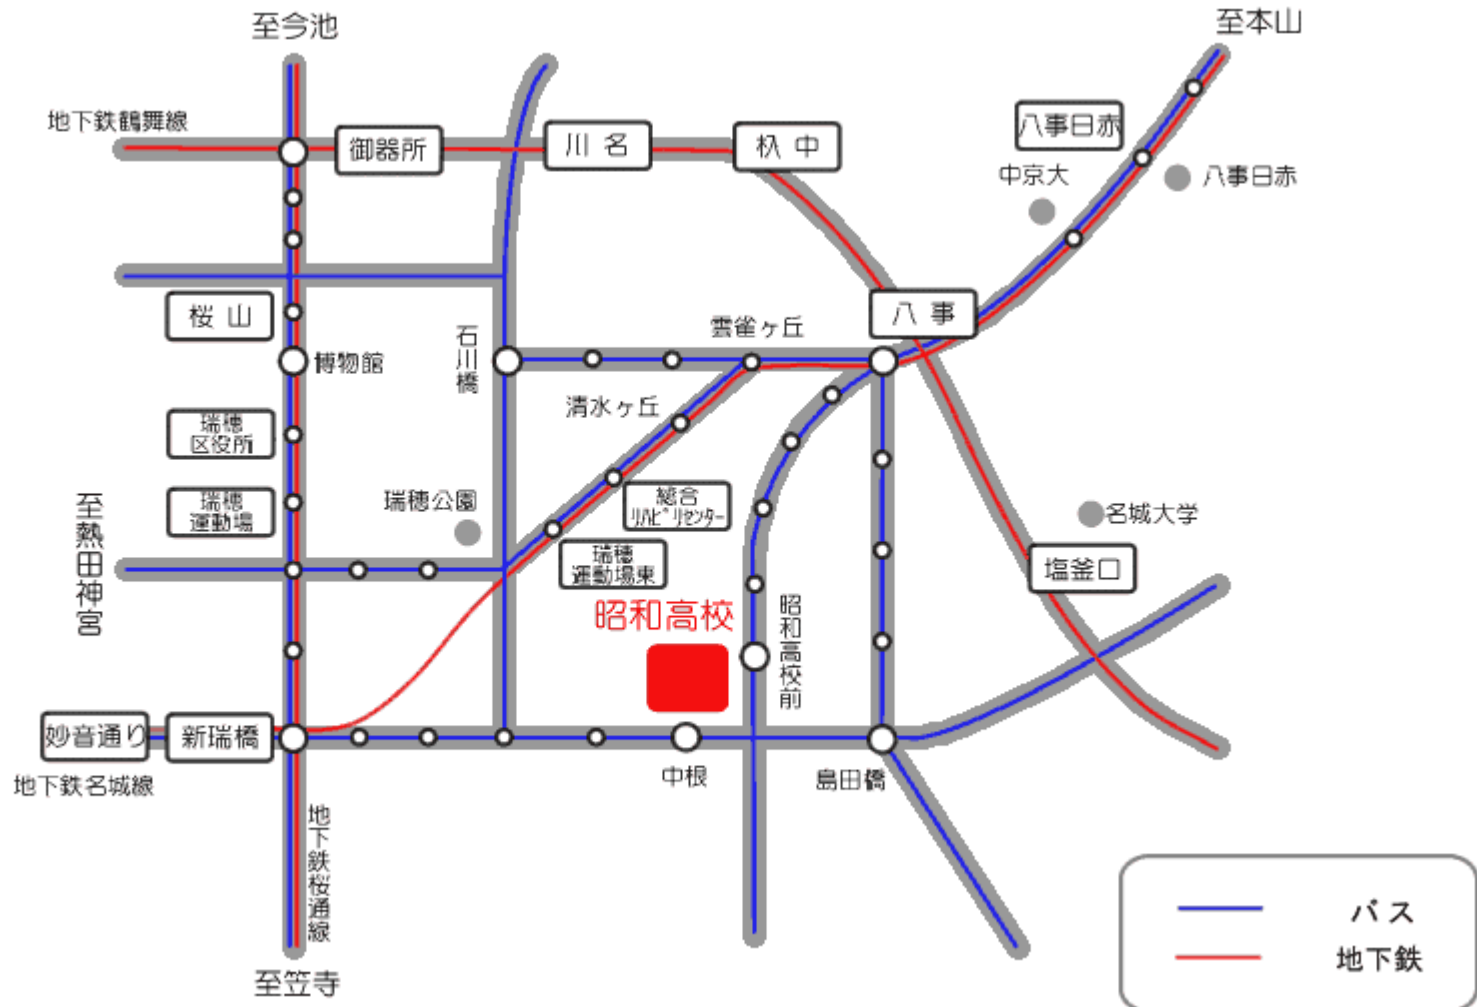 至今池
至本山
地下鉄鶴舞線
御器所
川名
杁中
八事日赤
中京大
八事日赤
桜山
石川橋
雲雀ヶ丘
八事
博物館
清水ヶ丘
瑞穂
区役所
瑞穂
運動場
瑞穂公園
総合
リハビリセンター
至熱田神宮
名城大学
瑞穂
運動場東
塩釜口
昭和高校
昭和高校前
妙音通り
新瑞橋
中根
島田橋
地下鉄名城線
地下鉄桜通線
バス
地下鉄
至笠寺